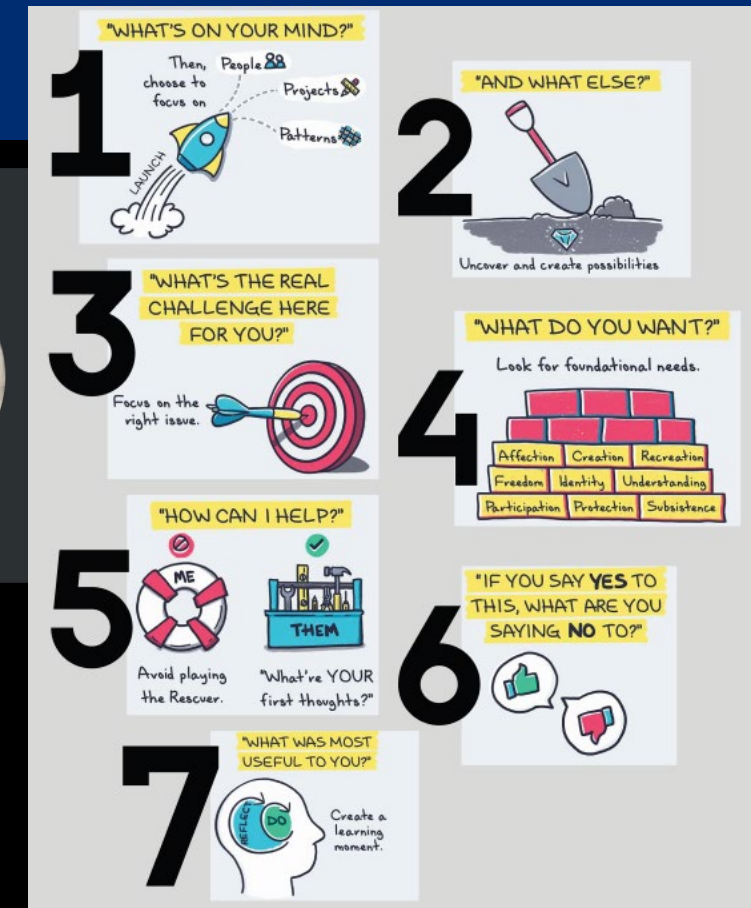 1
"WHAT'S ON YOUR MIND?"
Then,
choose to
focus on
People
Projects
Patterns
LAUNCH
2
"AND WHAT ELSE?"
Uncover and create possibilities
3
"WHAT'S THE REAL
CHALLENGE HERE
FOR YOU?"
Focus on the
right issue.
4
"WHAT DO YOU WANT?"
Look for foundational needs.
Affection Creation Recreation
Freedom Identity Understanding
Participation Protection Subsistence
5
"HOW CAN I HELP?"
ME
Avoid playing
the Rescuer.
THEM
"What're YOUR
first thoughts?"
6
"IF YOU SAY YES TO
THIS, WHAT ARE YOU
SAYING NO TO?"
7
"WHAT WAS MOST
USEFUL TO YOU?"
REFLECT
DO
Create a
learning
moment.